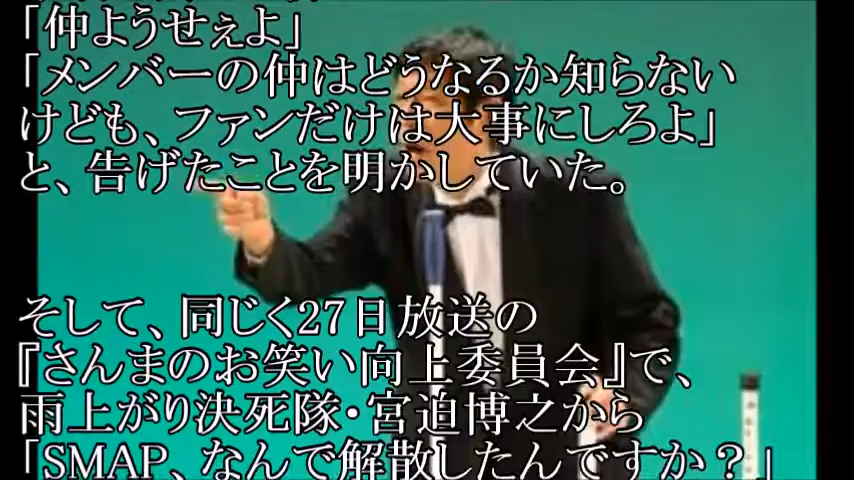 「仲ようせぇよ」
「メンバーの仲はどうなるか知らない
けども、ファンだけは大事にしろよ」
と、告げたことを明かしていた。
そして、同じく27日放送の
『さんまのお笑い向上委員会』で、
雨上がり決死隊・宮迫博之から
「SMAP、なんで解散したんですか？」